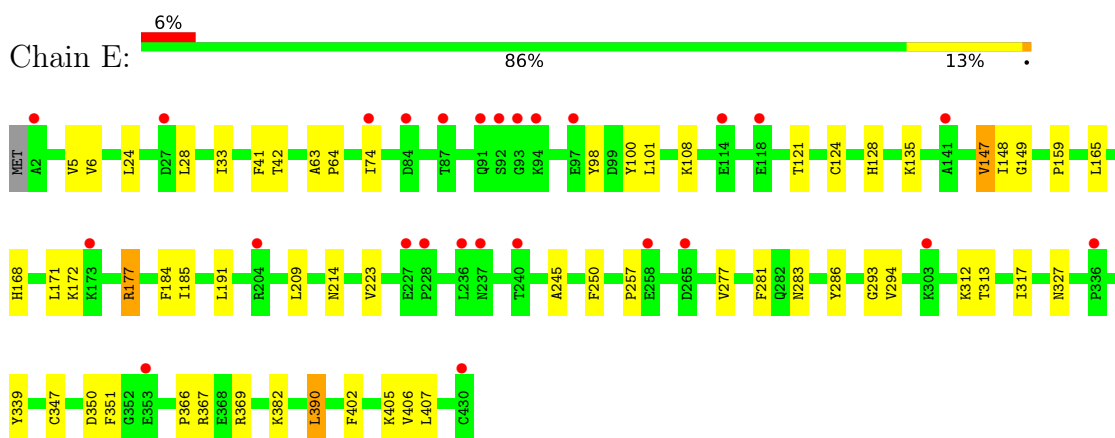 6%
Chain E:
86% 13% •
MET A2 V5 V6 L24 D27 L28 I33 F41 T42 A63 P64 I74 D84 T87 Q91 S92 G93 K94 E97 Y98 D99 Y100 L101 K108 E114 E118 T121 C124 H128 K135 A141 V147 I148 G149 P159 L165
H168 L171 K172 K173 R177 F184 I185 L191 R204 L209 N214 V223 E227 P228 L236 N237 T240 A245 F250 P257 E258 D265 V277 F281 Q282 N283 Y286 G293 V294 K303 K312 T313 I317 N327 P336
Y339 C347 D350 F351 G352 E353 P366 R367 E368 R369 K382 L390 F402 K405 V406 L407 C430